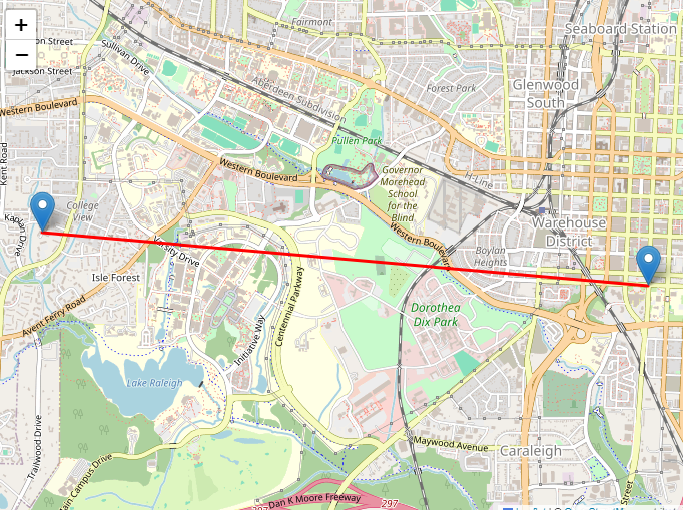 +
−
Fairmont
Seaboard Station
on Street
Jackson Street
Sullivan Drive
Aberdeen Subdivision
Forest Park
Glenwood
South
Western Boulevard
Pullen Park
Kent Road
Western Boulevard
Governor
Morehead
School
for the
Blind
H-Line
College
View
Kaplan Drive
Western Boulevard
Warehouse
District
Varsity Drive
Boylan
Heights
Isle Forest
Centennial Parkway
Avent Ferry Road
Initiative Way
Dorothea
Dix Park
Lake Raleigh
Trailwood Drive
Maywood Avenue
Caraleigh
ain Campus Drive
Dan K Moore Freeway
297
Street